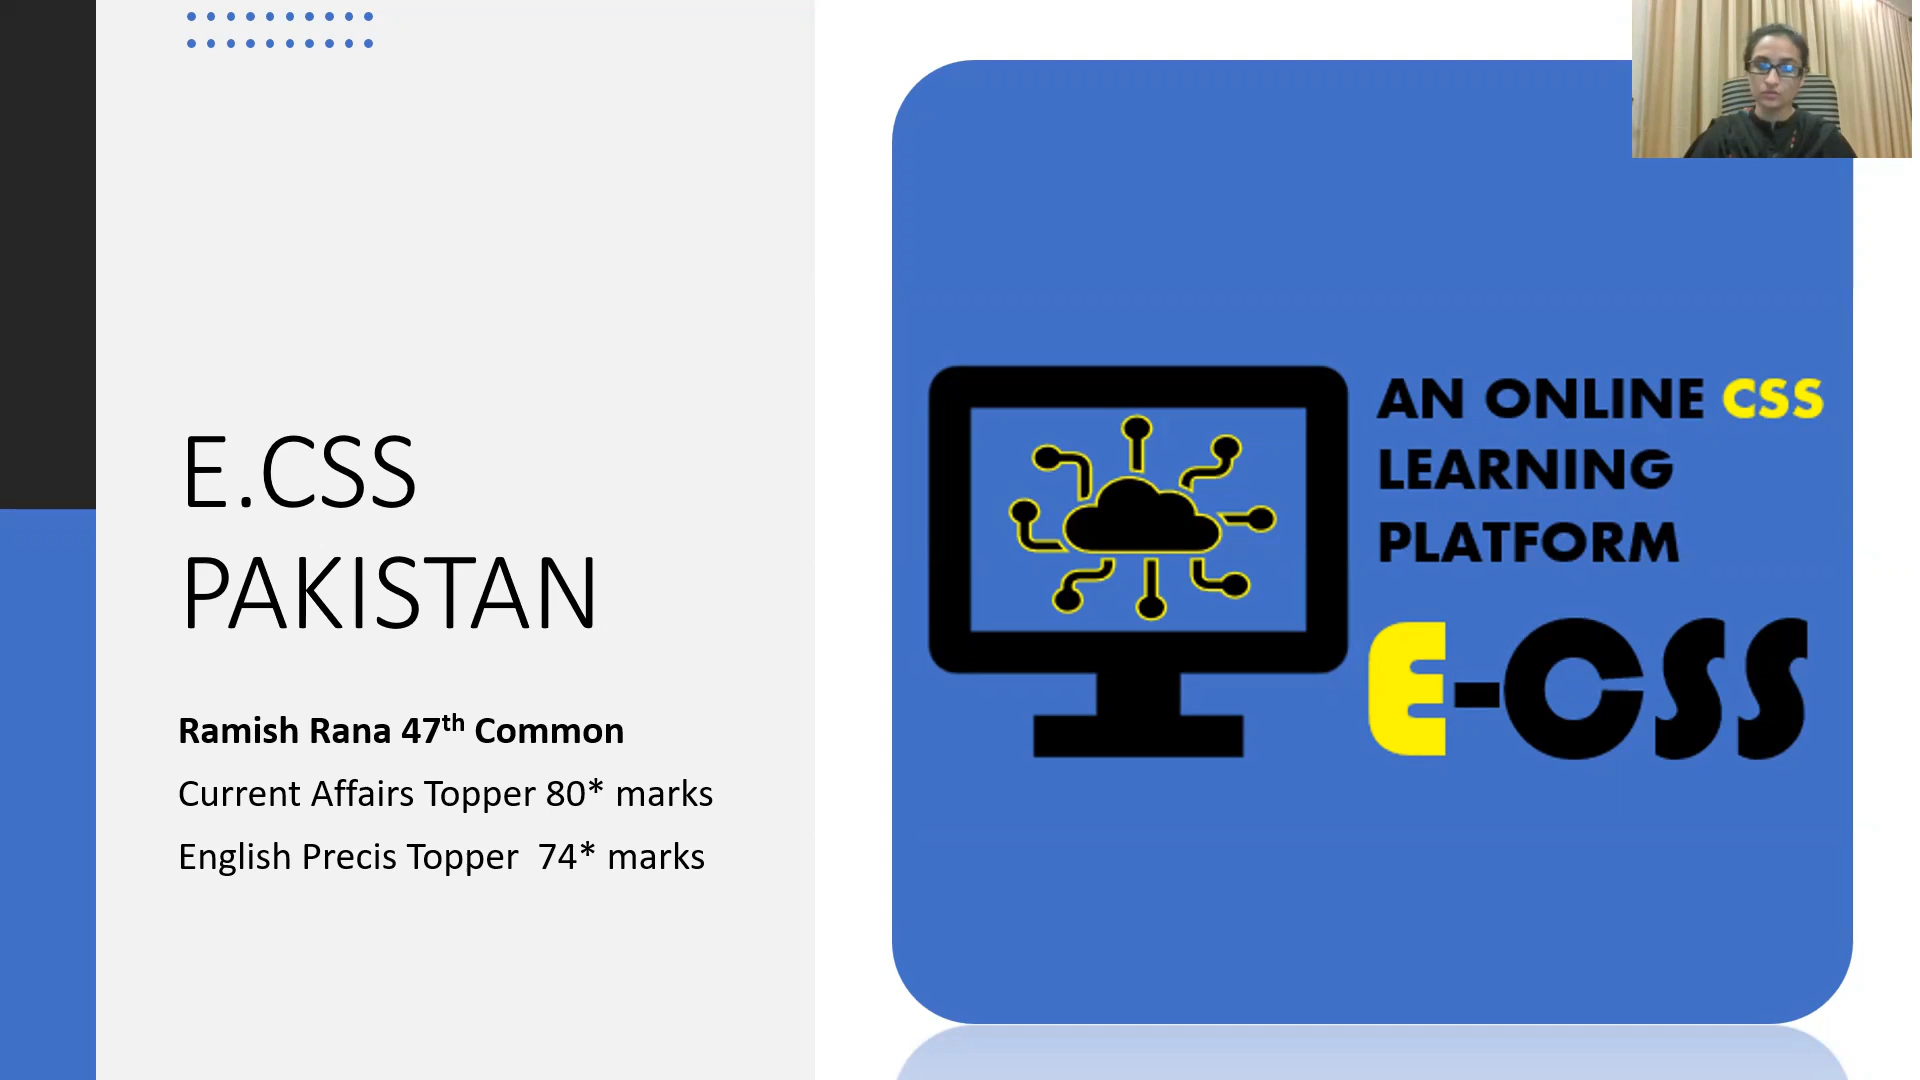 E.CSS
PAKISTAN
Ramish Rana 47th Common
Current Affairs Topper 80* marks
English Precis Topper  74* marks
AN ONLINE CSS
LEARNING
PLATFORM
E-CSS